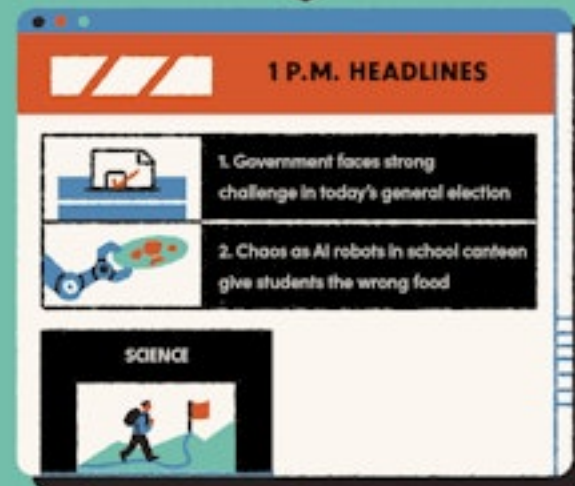 1 P.M. HEADLINES
1. Government faces strong
challenge in today's general election
2. Chaos as AI robots in school canteen
give students the wrong food
SCIENCE